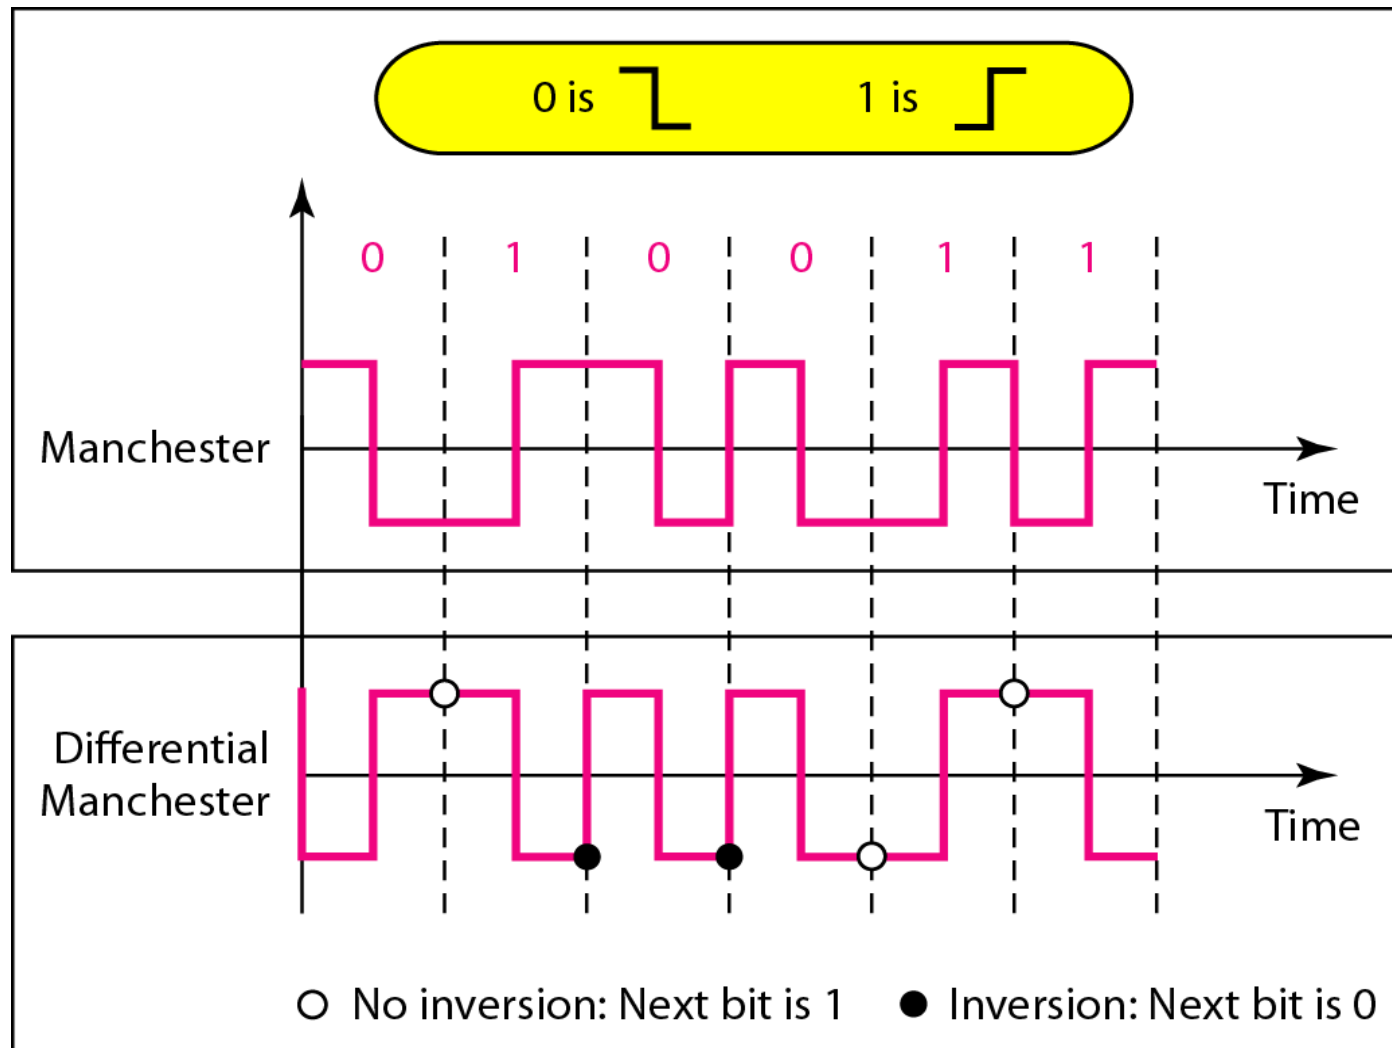 0 is 1 is
0 1 0 0 1 1
Manchester
Time
Differential
Manchester
Time
No inversion: Next bit is 1 Inversion: Next bit is 0